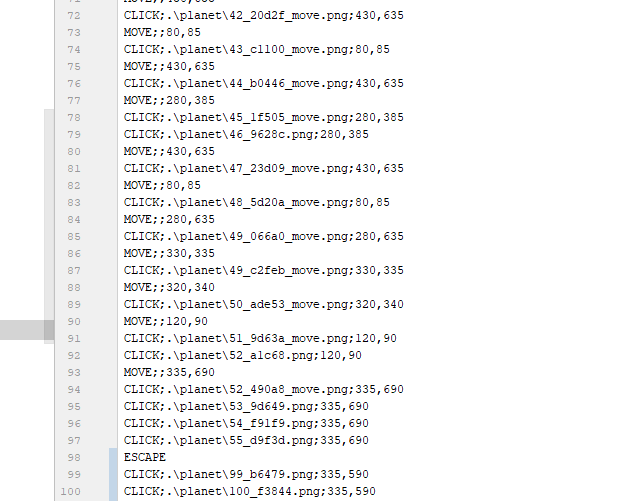 72 CLICK;.\planet\42_20d2f_move.png;430,635
73 MOVE;;80,85
74 CLICK;.\planet\43_c1100_move.png;80,85
75 MOVE;;430,635
76 CLICK;.\planet\44_b0446_move.png;430,635
77 MOVE;;280,385
78 CLICK;.\planet\45_1f505_move.png;280,385
79 CLICK;.\planet\46_9628c.png;280,385
80 MOVE;;430,635
81 CLICK;.\planet\47_23d09_move.png;430,635
82 MOVE;;80,85
83 CLICK;.\planet\48_5d20a_move.png;80,85
84 MOVE;;280,635
85 CLICK;.\planet\49_066a0_move.png;280,635
86 MOVE;;330,335
87 CLICK;.\planet\49_c2feb_move.png;330,335
88 MOVE;;320,340
89 CLICK;.\planet\50_ade53_move.png;320,340
90 MOVE;;120,90
91 CLICK;.\planet\51_9d63a_move.png;120,90
92 CLICK;.\planet\52_a1c68.png;120,90
93 MOVE;;335,690
94 CLICK;.\planet\52_490a8_move.png;335,690
95 CLICK;.\planet\53_9d649.png;335,690
96 CLICK;.\planet\54_f91f9.png;335,690
97 CLICK;.\planet\55_d9f3d.png;335,690
98 ESCAPE
99 CLICK;.\planet\99_b6479.png;335,590
100 CLICK;.\planet\100_f3844.png;335,590